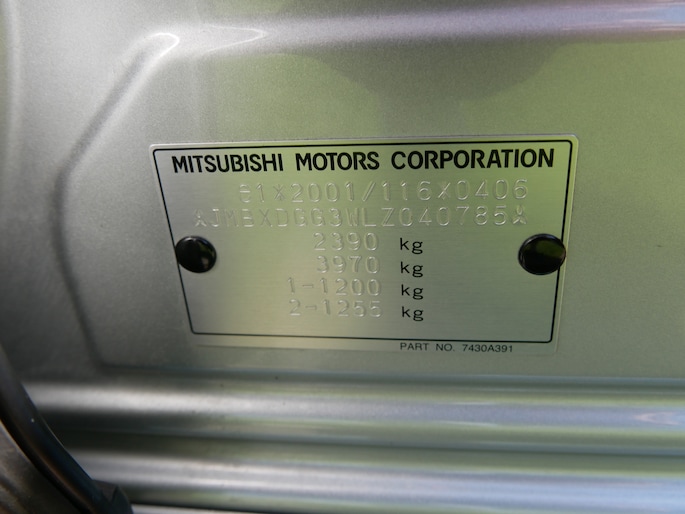 MITSUBISHI MOTORS CORPORATION
e1*2001/116*0406
*JMBXDGG3WLZ040785*
2390 kg
3970 kg
1-1200 kg
2-1255 kg
PART NO. 7430A391